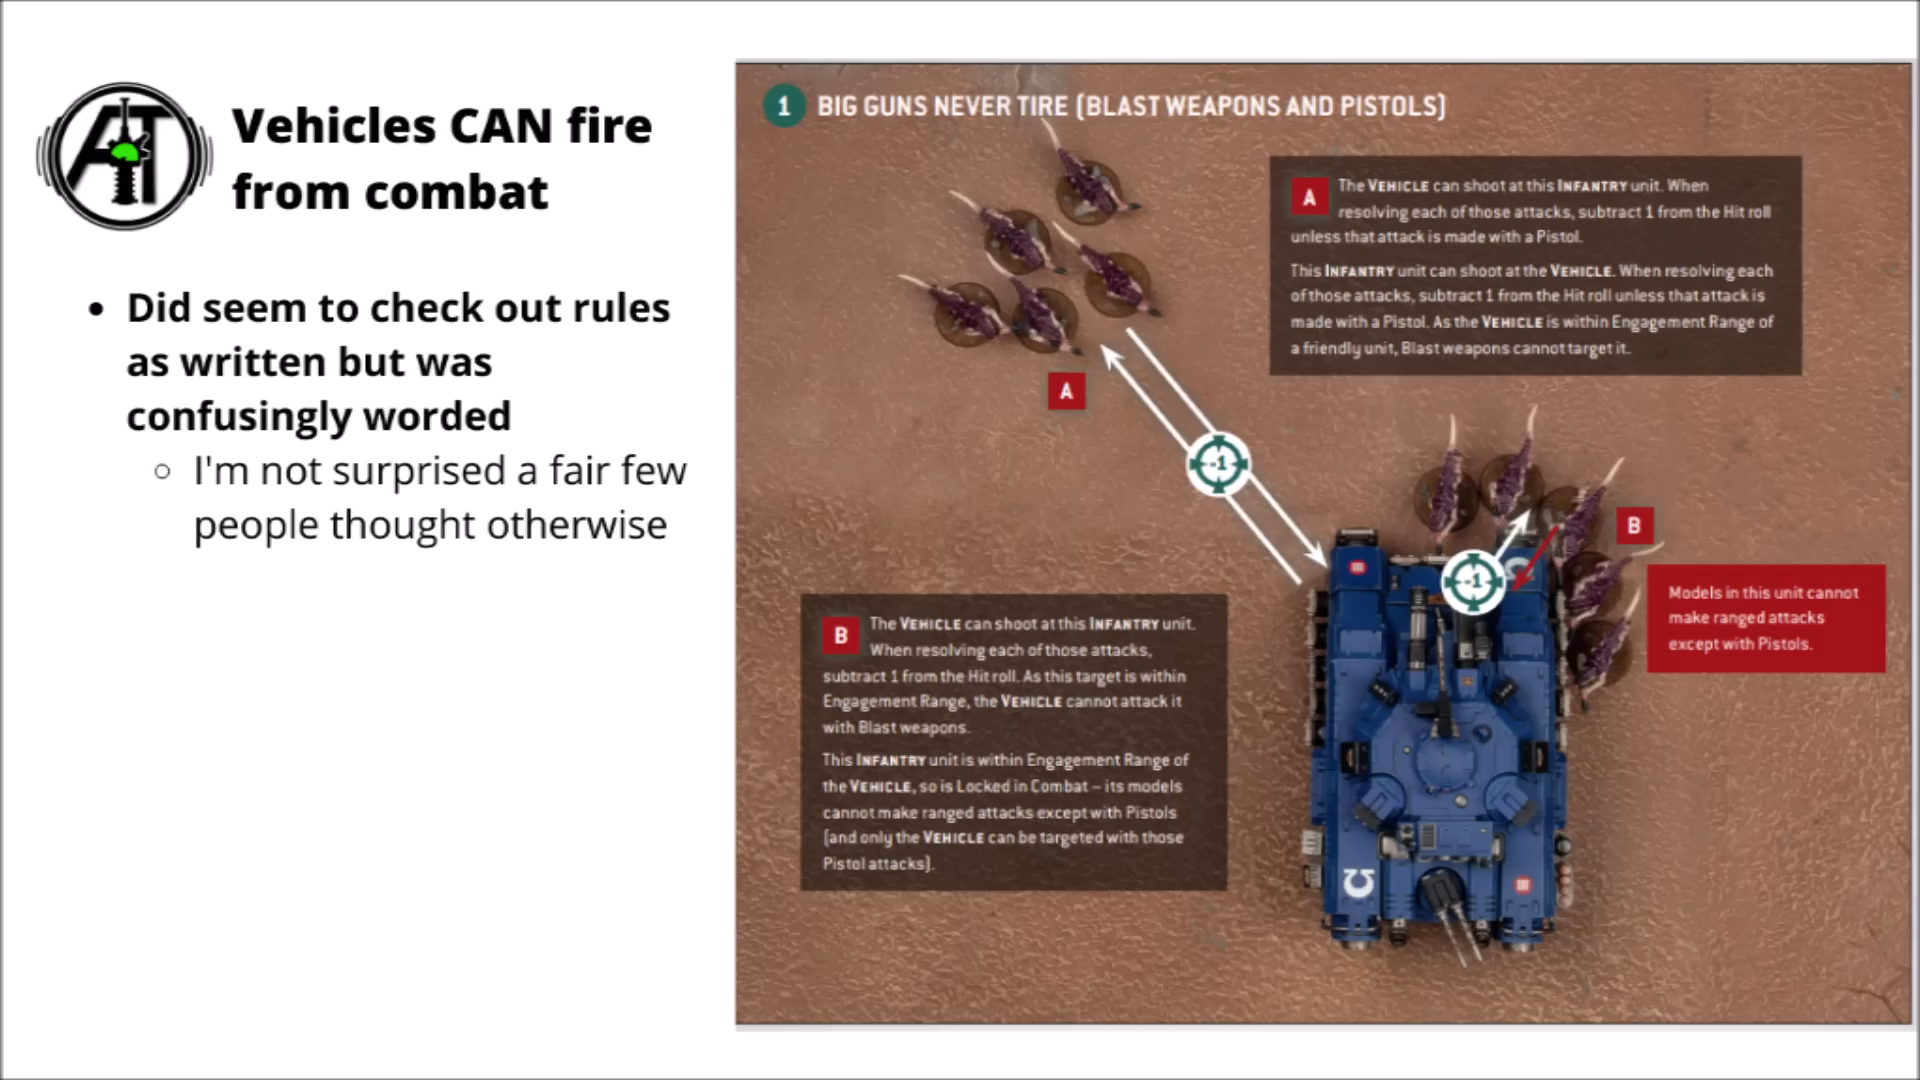 AT
Vehicles CAN fire
from combat
• Did seem to check out rules
as written but was
confusingly worded
○ I'm not surprised a fair few
people thought otherwise
1 BIG GUNS NEVER TIRE (BLAST WEAPONS AND PISTOLS)
A The VEHICLE can shoot at this INFANTRY unit. When
resolving each of those attacks, subtract 1 from the Hit roll
unless that attack is made with a Pistol.
This INFANTRY unit can shoot at the VEHICLE. When resolving each
of those attacks, subtract 1 from the Hit roll unless that attack is
made with a Pistol. As the VEHICLE is within Engagement Range of
a friendly unit, Blast weapons cannot target it.
A
-1
B
-1
Models in this unit cannot
make ranged attacks
except with Pistols.
B The VEHICLE can shoot at this INFANTRY unit.
When resolving each of those attacks,
subtract 1 from the Hit roll. As this target is within
Engagement Range, the VEHICLE cannot attack it
with Blast weapons.
This INFANTRY unit is within Engagement Range of
the VEHICLE, so is Locked in Combat – its models
cannot make ranged attacks except with Pistols
(and only the VEHICLE can be targeted with those
Pistol attacks).